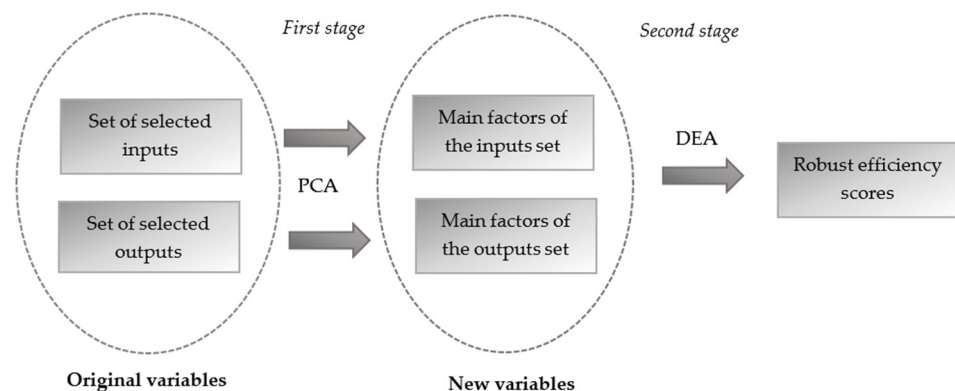 First stage
Second stage
Set of selected
inputs
Main factors of
the inputs set
DEA
Robust efficiency
scores
PCA
Set of selected
outputs
Main factors of
the outputs set
Original variables
New variables